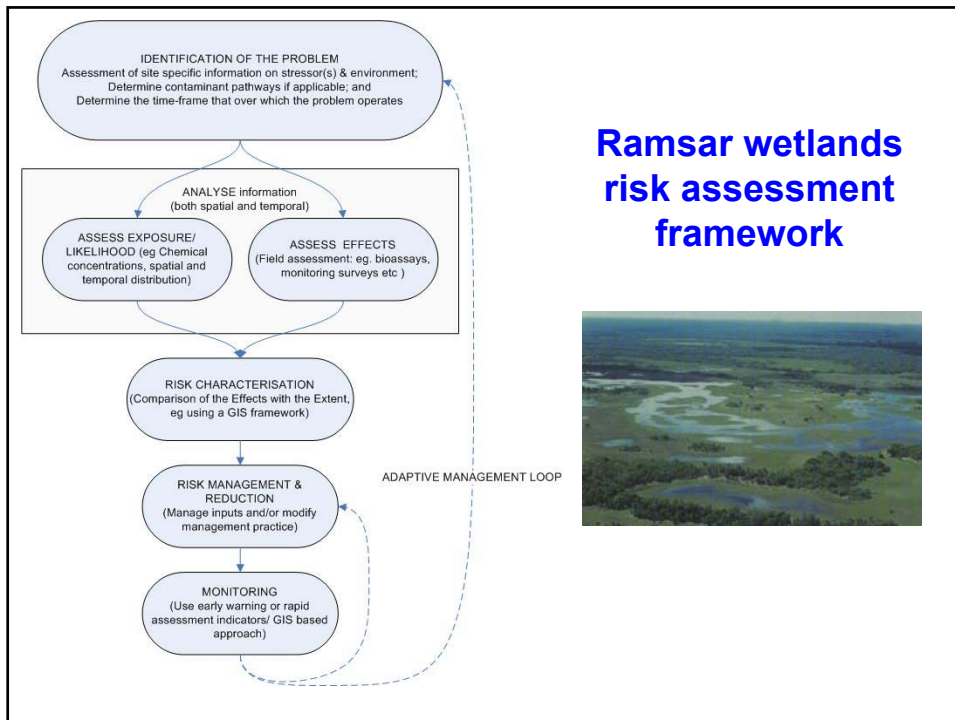 IDENTIFICATION OF THE PROBLEM
Assessment of site specific information on stressor(s) & environment;
Determine contaminant pathways if applicable; and
Determine the time-frame that over which the problem operates
ANALYSE information
(both spatial and temporal)
ASSESS EXPOSURE/
LIKELIHOOD (eg Chemical
concentrations, spatial and
temporal distribution)
ASSESS EFFECTS
(Field assessment: eg. bioassays,
monitoring surveys etc )
RISK CHARACTERISATION
(Comparison of the Effects with the Extent,
eg using a GIS framework)
RISK MANAGEMENT &
REDUCTION
(Manage inputs and/or modify
management practice)
MONITORING
(Use early warning or rapid
assessment indicators/ GIS based
approach)
ADAPTIVE MANAGEMENT LOOP
Ramsar wetlands
risk assessment
framework